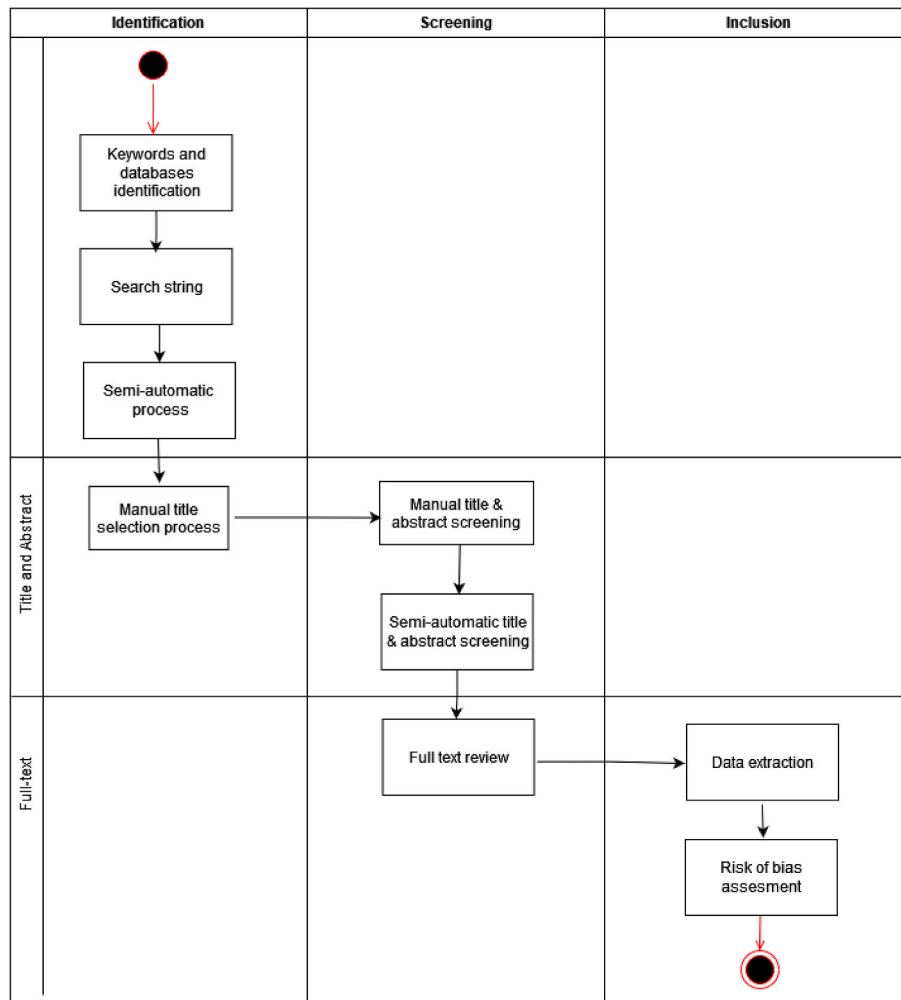 Identification
Screening
Inclusion
Keywords and
databases
identification
Search string
Semi-automatic
process
Title and Abstract
Manual title
selection process
Manual title &
abstract screening
Semi-automatic title
& abstract screening
Full-text
Full text review
Data extraction
Risk of bias
assesment